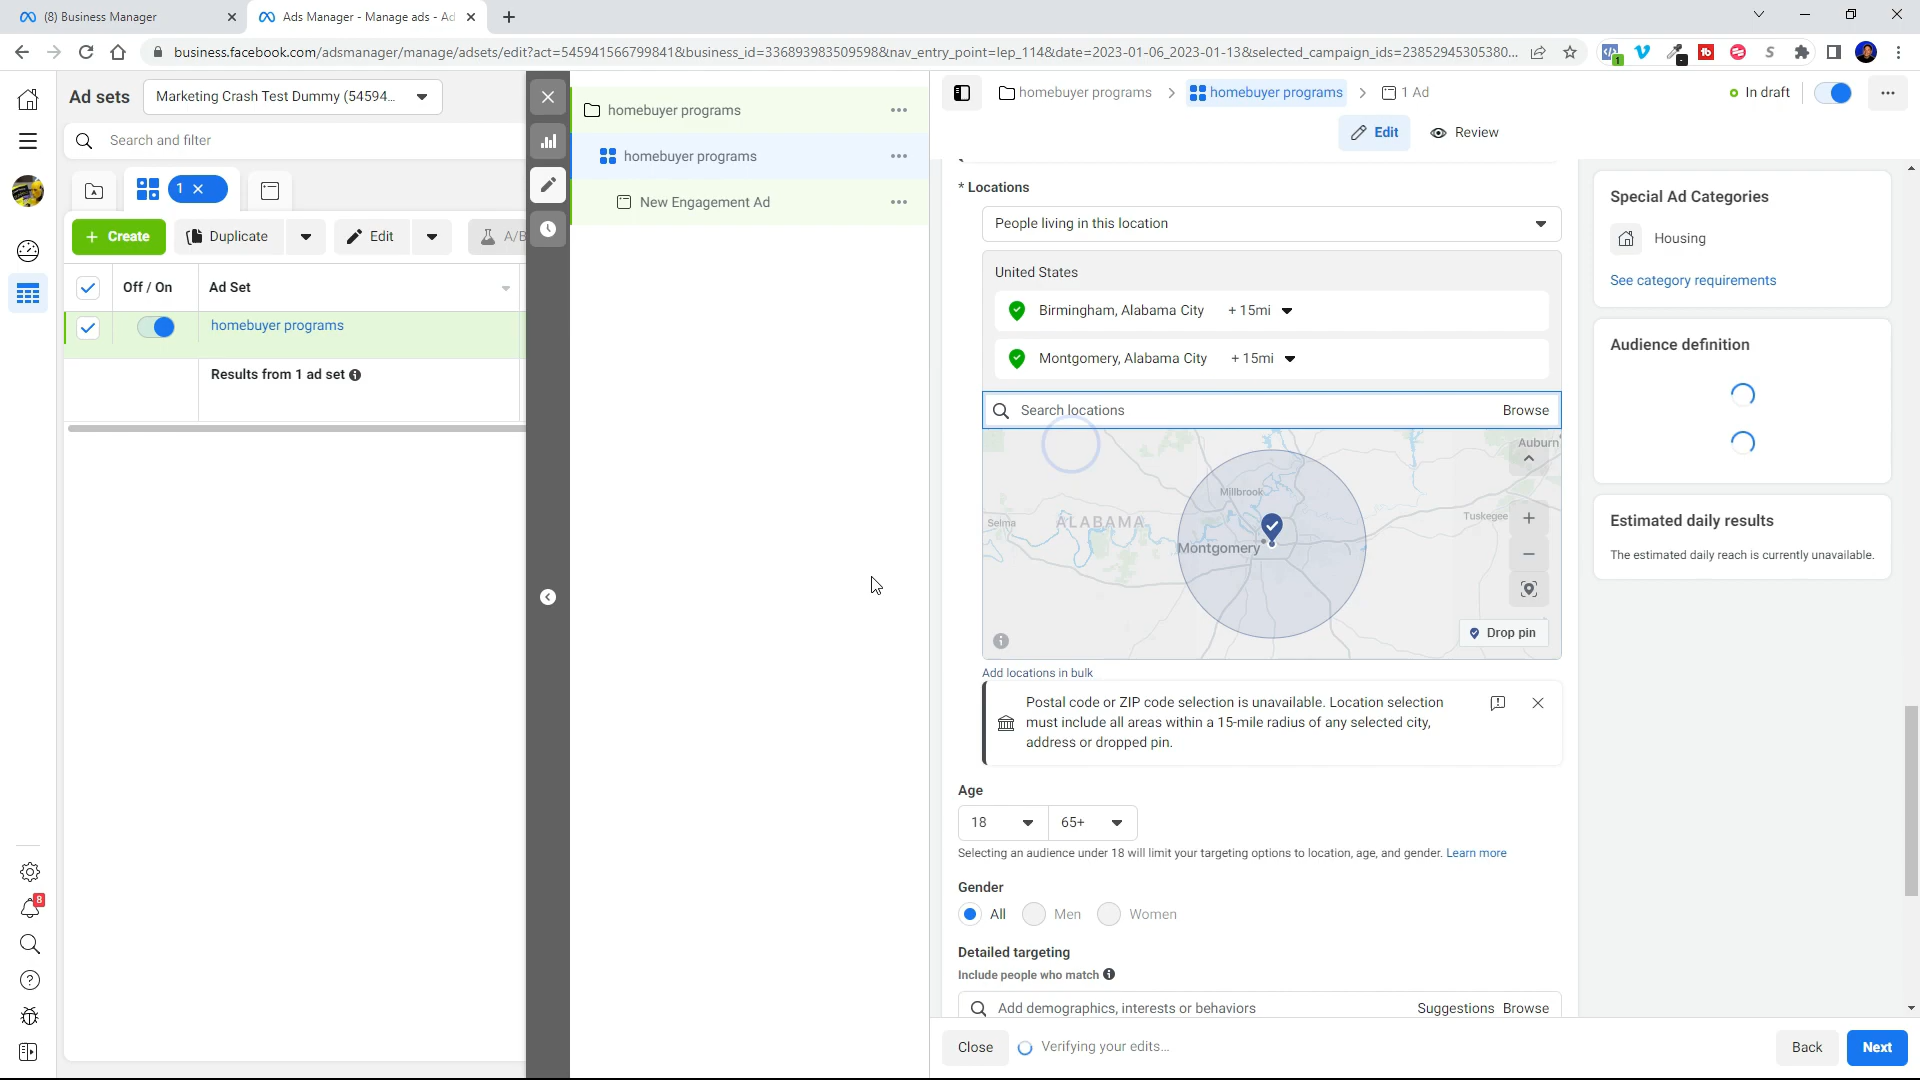 (8) Business Manager
Ads Manager - Manage ads - Ad
business.facebook.com/adsmanager/manage/adsets/edit?act=545941566799841&business_id=336893983509598&nav_entry_point=lep_114&date=2023-01-06_2023-01-13&selected_campaign_ids=23852945305380...
1
Ad sets
Marketing Crash Test Dummy (54594...
Search and filter
1
+ Create
Duplicate
Edit
A/B
Off / On
Ad Set
homebuyer programs
Results from 1 ad set
8
homebuyer programs
homebuyer programs
New Engagement Ad
homebuyer programs
homebuyer programs
1 Ad
In draft
Edit
Review
* Locations
People living in this location
United States
Birmingham, Alabama City + 15mi
Montgomery, Alabama City + 15mi
Search locations
Browse
Auburn
Millbrook
Selma
ALABAMA
Tuskegee
Montgomery
Drop pin
Add locations in bulk
Postal code or ZIP code selection is unavailable. Location selection
must include all areas within a 15-mile radius of any selected city,
address or dropped pin.
Age
18
65+
Selecting an audience under 18 will limit your targeting options to location, age, and gender. Learn more
Gender
All
Men
Women
Detailed targeting
Include people who match
Add demographics, interests or behaviors
Suggestions
Browse
Close
Verifying your edits...
Back
Next
Special Ad Categories
Housing
See category requirements
Audience definition
Estimated daily results
The estimated daily reach is currently unavailable.